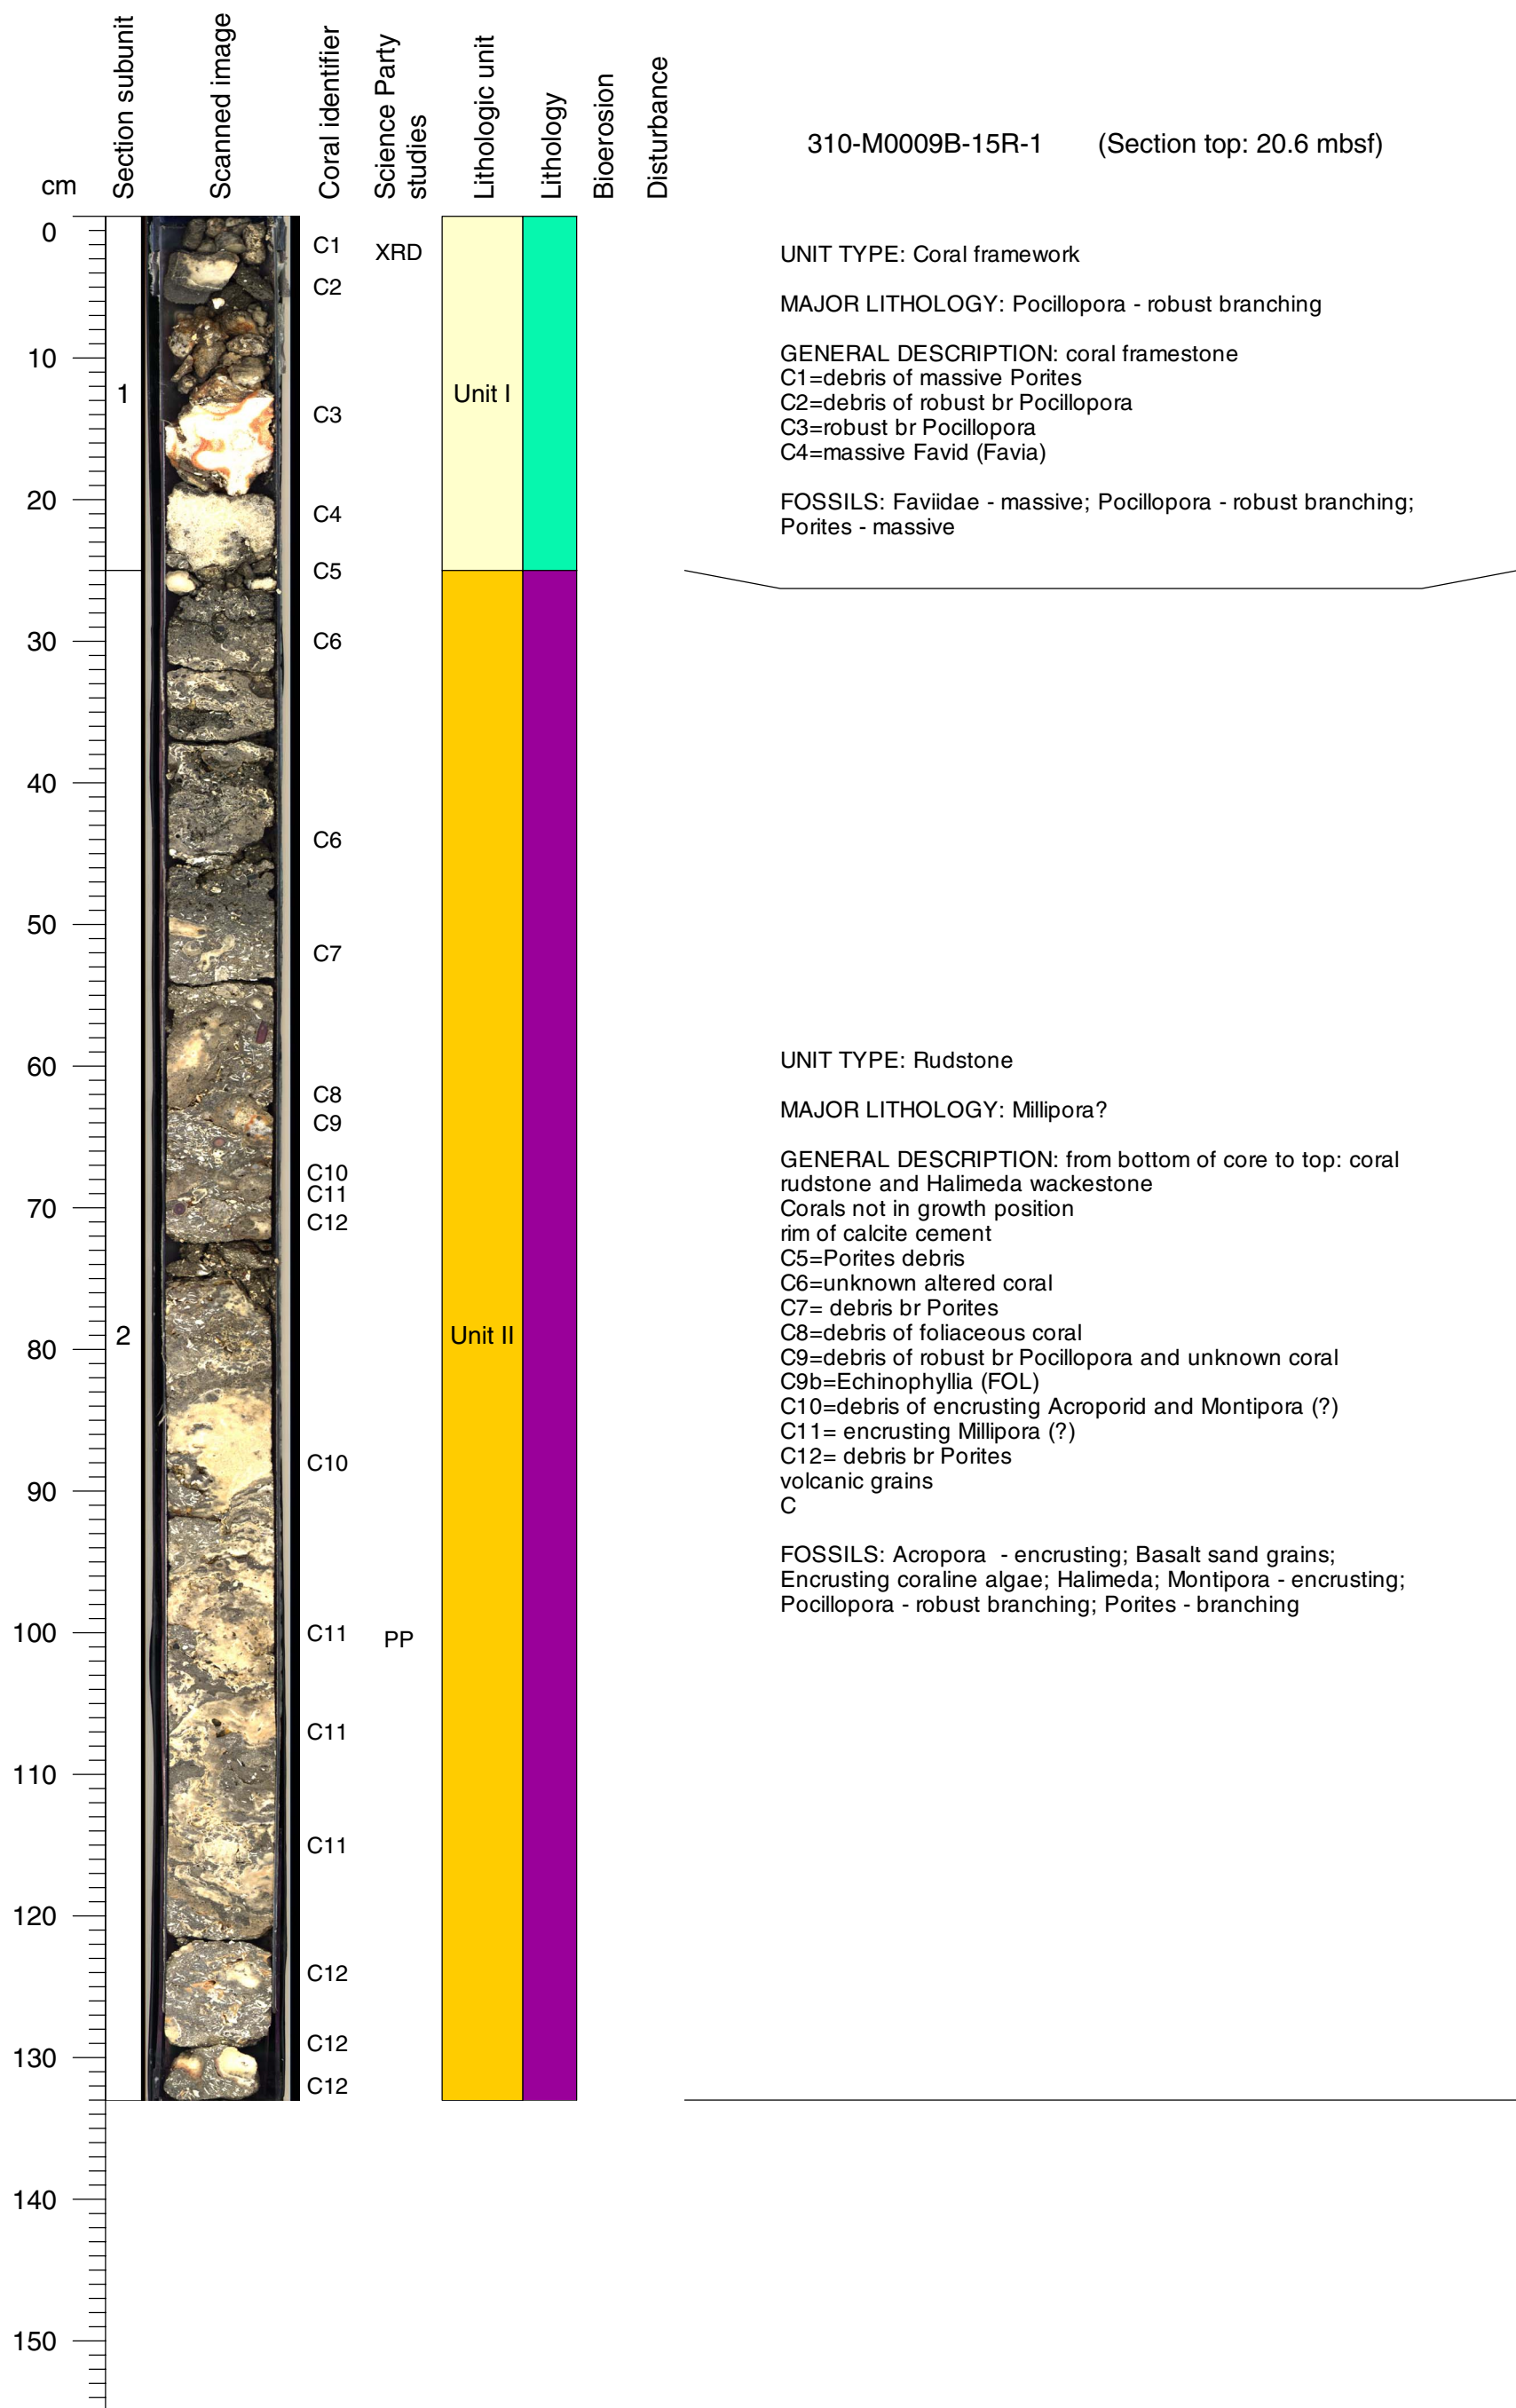 Section subunit
Scanned image
Coral identifier
Science Party
studies
Lithologic unit
Lithology
Bioerosion
Disturbance
310-M0009B-15R-1 (Section top: 20.6 mbsf)
cm
0
10
20
30
40
50
60
70
80
90
100
110
120
130
140
150
1
2
C1
C2
C3
C4
C5
C6
C6
C7
C8
C9
C10
C11
C12
C10
C11
C11
C11
C12
C12
C12
XRD
PP
Unit I
Unit II
UNIT TYPE: Coral framework
MAJOR LITHOLOGY: Pocillopora - robust branching
GENERAL DESCRIPTION: coral framestone
C1=debris of massive Porites
C2=debris of robust br Pocillopora
C3=robust br Pocillopora
C4=massive Favid (Favia)
FOSSILS: Faviidae - massive; Pocillopora - robust branching;
Porites - massive
UNIT TYPE: Rudstone
MAJOR LITHOLOGY: Millipora?
GENERAL DESCRIPTION: from bottom of core to top: coral
rudstone and Halimeda wackestone
Corals not in growth position
rim of calcite cement
C5=Porites debris
C6=unknown altered coral
C7= debris br Porites
C8=debris of foliaceous coral
C9=debris of robust br Pocillopora and unknown coral
C9b=Echinophyllia (FOL)
C10=debris of encrusting Acroporid and Montipora (?)
C11= encrusting Millipora (?)
C12= debris br Porites
volcanic grains
C
FOSSILS: Acropora  - encrusting; Basalt sand grains;
Encrusting coraline algae; Halimeda; Montipora - encrusting;
Pocillopora - robust branching; Porites - branching